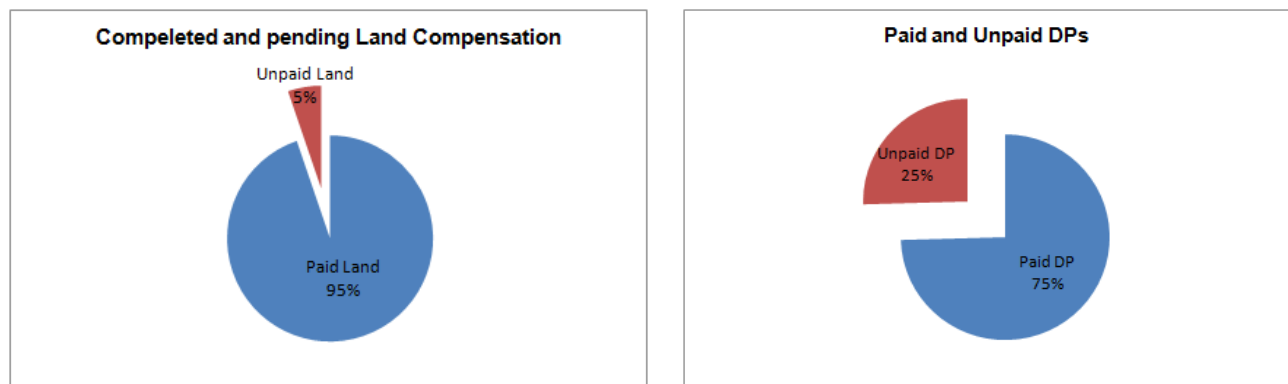 Compeleted and pending Land Compensation
Unpaid Land
5%
Paid Land
95%
Paid and Unpaid DPs
Unpaid DP
25%
Paid DP
75%